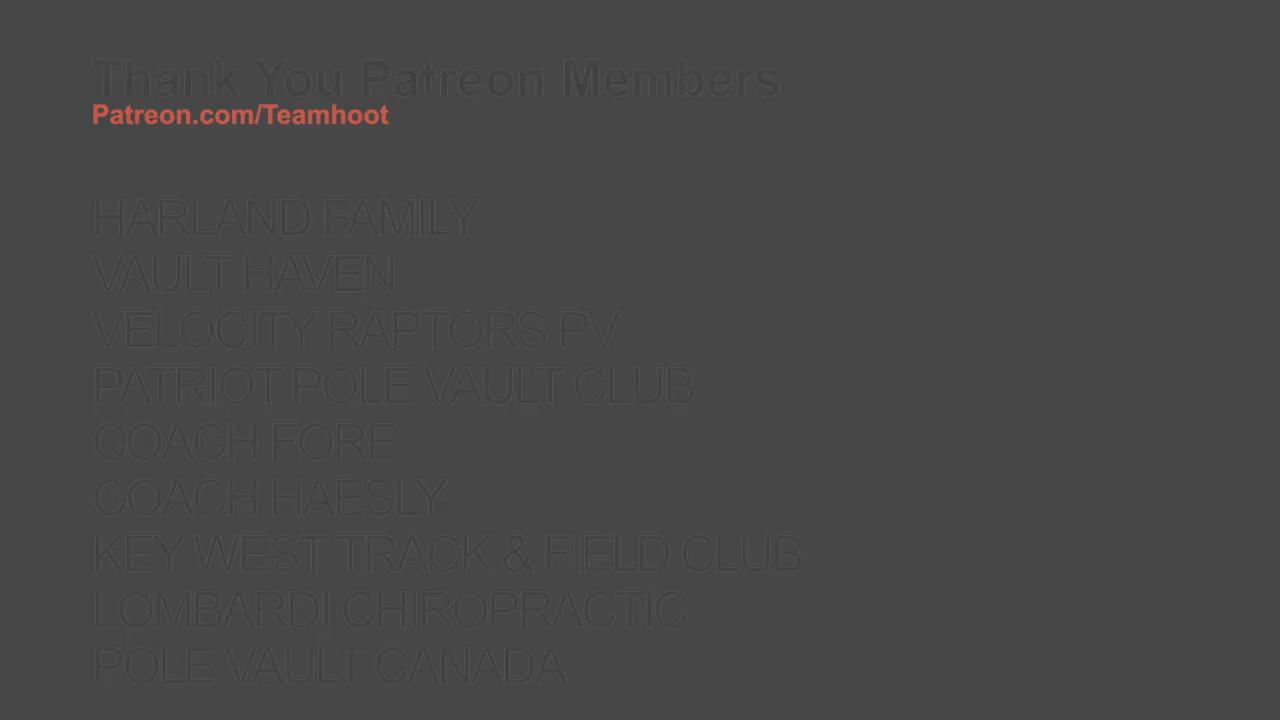 Thank You Patreon Members
Patreon.com/Teamhoot
HARLAND FAMILY
VAULT HAVEN
VELOCITY RAPTORS PV
PATRIOT POLE VAULT CLUB
COACH FORE
COACH HAESLY
KEY WEST TRACK & FIELD CLUB
LOMBARDI CHIROPRACTIC
POLE VAULT CANADA